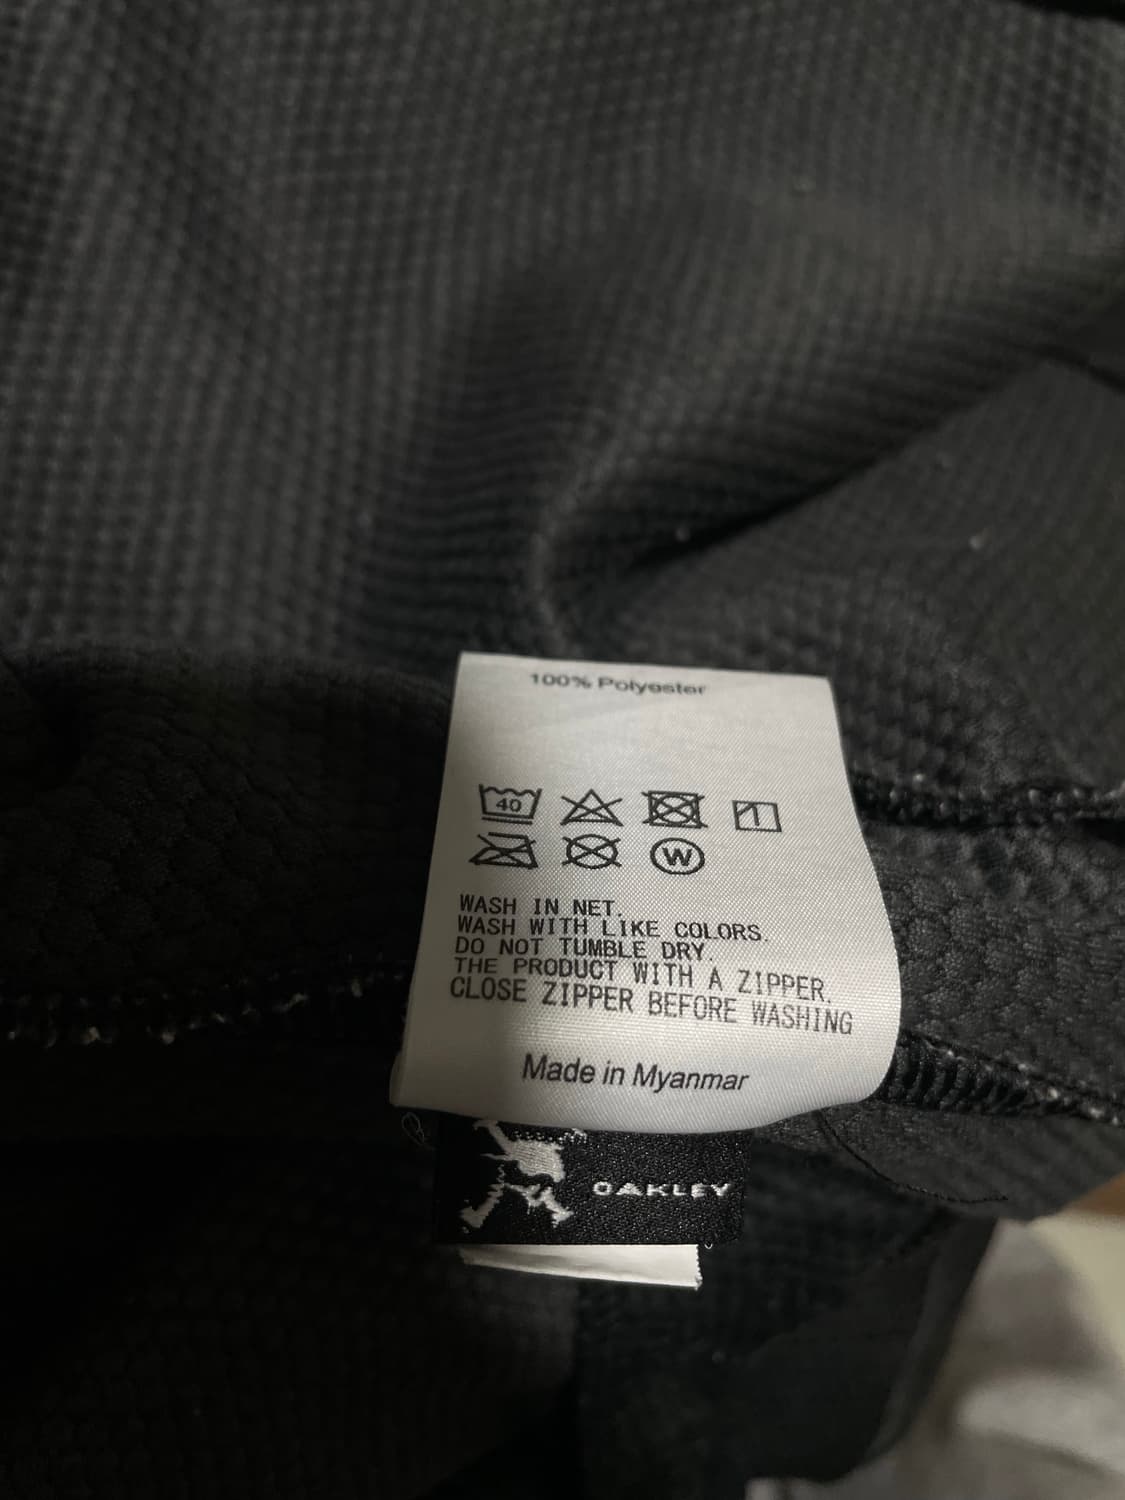 100% Polyester
40
W
WASH IN NET.
WASH WITH LIKE COLORS.
DO NOT TUMBLE DRY.
THE PRODUCT WITH A ZIPPER.
CLOSE ZIPPER BEFORE WASHING
Made in Myanmar
OAKLEY